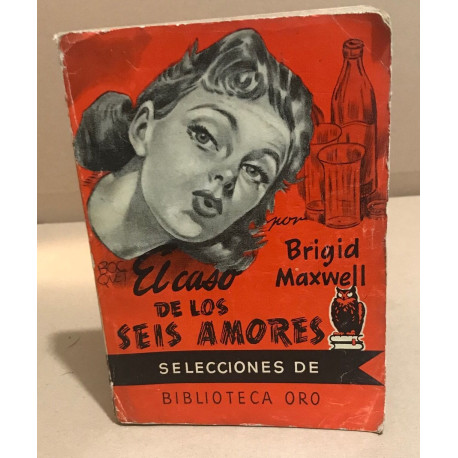 por
Brigid
Maxwell
El caso
DE LOS
SEIS AMORES
SELECCIONES DE
BIBLIOTECA ORO